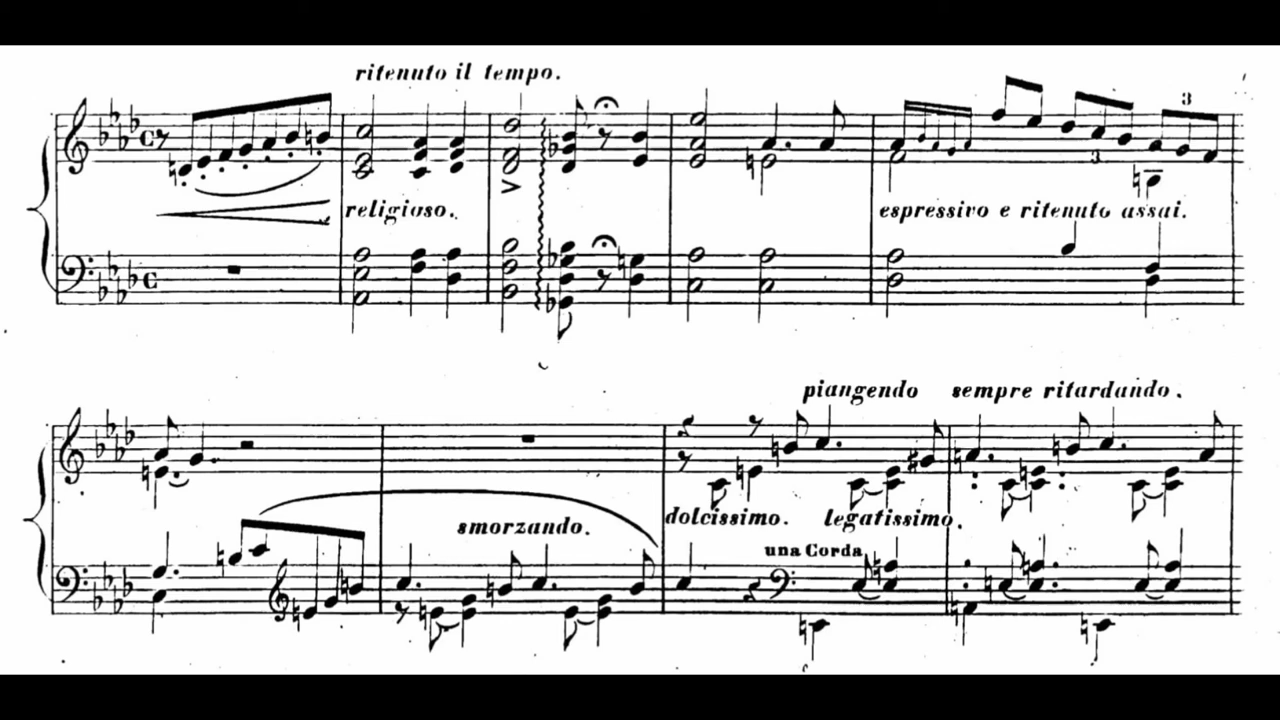 ritenuto il tempo.
3
religioso.
3
espressivo e ritenuto assai.
piangendo sempre ritardando.
smorzando.
dolcissimo. legatissimo.
una Corda